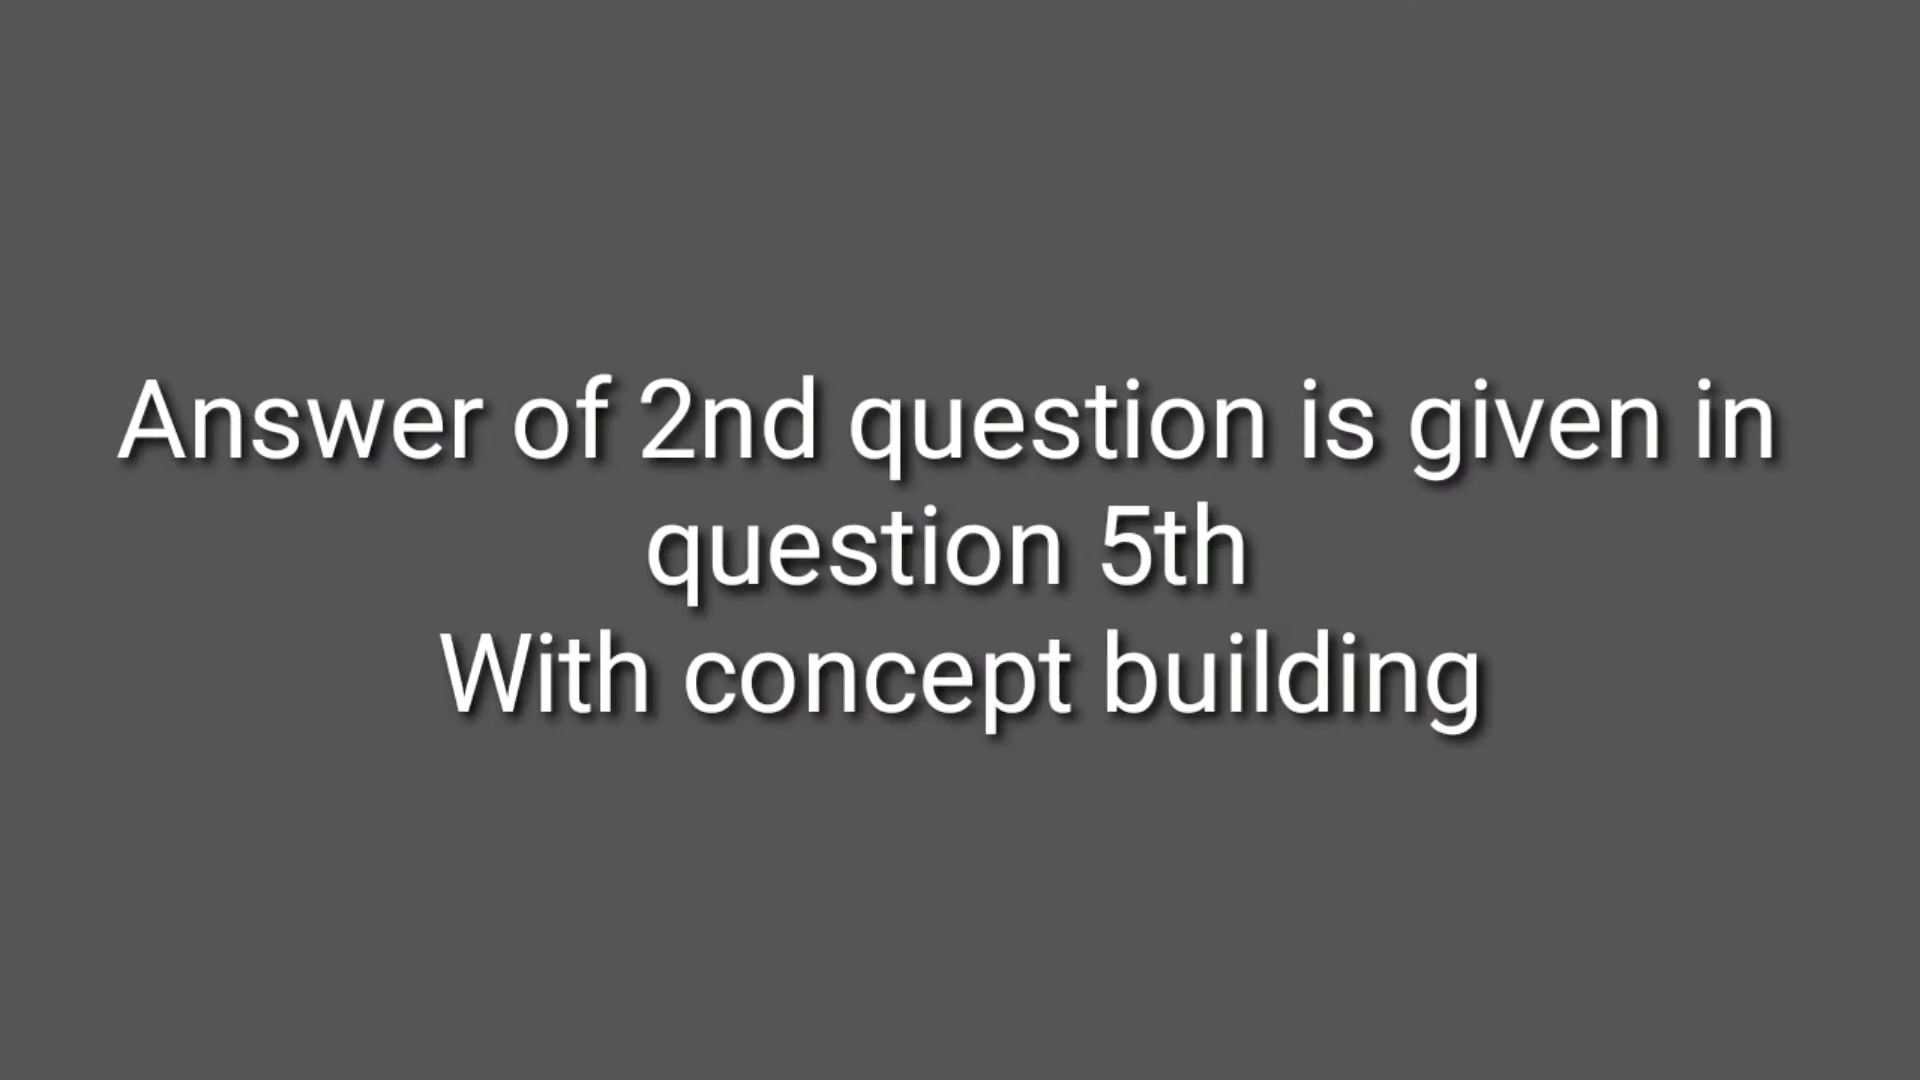 Answer of 2nd question is given in
question 5th
With concept building